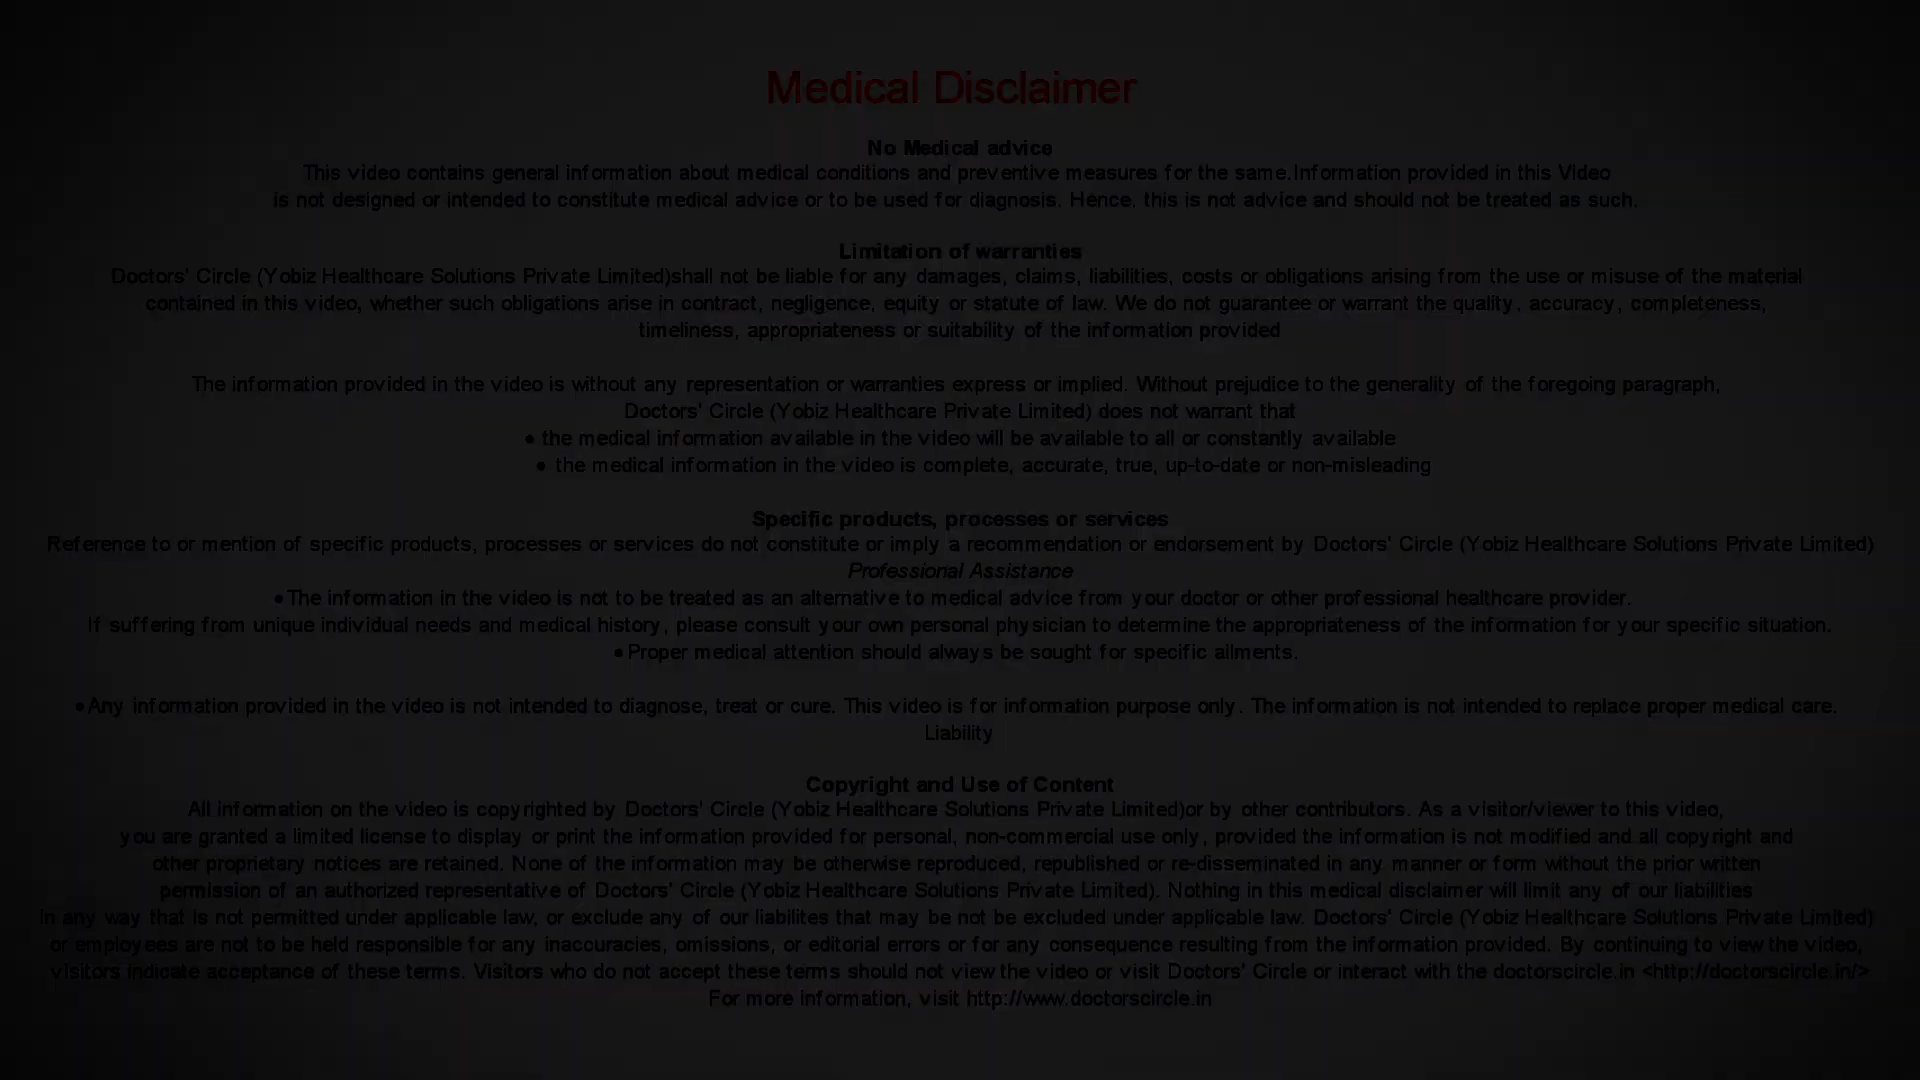 Medical Disclaimer
No Medical advice
This video contains general information about medical conditions and preventive measures for the same.Information provided in this Video
is not designed or intended to constitute medical advice or to be used for diagnosis. Hence, this is not advice and should not be treated as such.
Limitation of warranties
Doctors' Circle (Yobiz Healthcare Solutions Private Limited)shall not be liable for any damages, claims, liabilities, costs or obligations arising from the use or misuse of the material
contained in this video, whether such obligations arise in contract, negligence, equity or statute of law. We do not guarantee or warrant the quality, accuracy, completeness,
timeliness, appropriateness or suitability of the information provided
The information provided in the video is without any representation or warranties express or implied. Without prejudice to the generality of the foregoing paragraph,
Doctors' Circle (Yobiz Healthcare Private Limited) does not warrant that
• the medical information available in the video will be available to all or constantly available
• the medical information in the video is complete, accurate, true, up-to-date or non-misleading
Specific products, processes or services
Reference to or mention of specific products, processes or services do not constitute or imply a recommendation or endorsement by Doctors' Circle (Yobiz Healthcare Solutions Private Limited)
Professional Assistance
•The information in the video is not to be treated as an alternative to medical advice from your doctor or other professional healthcare provider.
If suffering from unique individual needs and medical history, please consult your own personal physician to determine the appropriateness of the information for your specific situation.
•Proper medical attention should always be sought for specific ailments.
•Any information provided in the video is not intended to diagnose, treat or cure. This video is for information purpose only. The information is not intended to replace proper medical care.
Liability
Copyright and Use of Content
All information on the video is copyrighted by Doctors' Circle (Yobiz Healthcare Solutions Private Limited)or by other contributors. As a visitor/viewer to this video,
you are granted a limited license to display or print the information provided for personal, non-commercial use only, provided the information is not modified and all copyright and
other proprietary notices are retained. None of the information may be otherwise reproduced, republished or re-disseminated in any manner or form without the prior written
permission of an authorized representative of Doctors' Circle (Yobiz Healthcare Solutions Private Limited). Nothing in this medical disclaimer will limit any of our liabilities
in any way that is not permitted under applicable law, or exclude any of our liabilites that may be not be excluded under applicable law. Doctors' Circle (Yobiz Healthcare Solutions Private Limited)
or employees are not to be held responsible for any inaccuracies, omissions, or editorial errors or for any consequence resulting from the information provided. By continuing to view the video,
visitors indicate acceptance of these terms. Visitors who do not accept these terms should not view the video or visit Doctors' Circle or interact with the doctorscircle.in <http://doctorscircle.in/>
For more information, visit http://www.doctorscircle.in